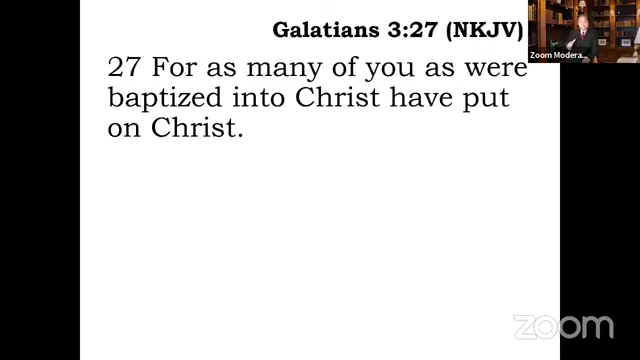 Galatians 3:27 (NKJV)
Zoom Modera...
27 For as many of you as were
baptized into Christ have put
on Christ.
zoom